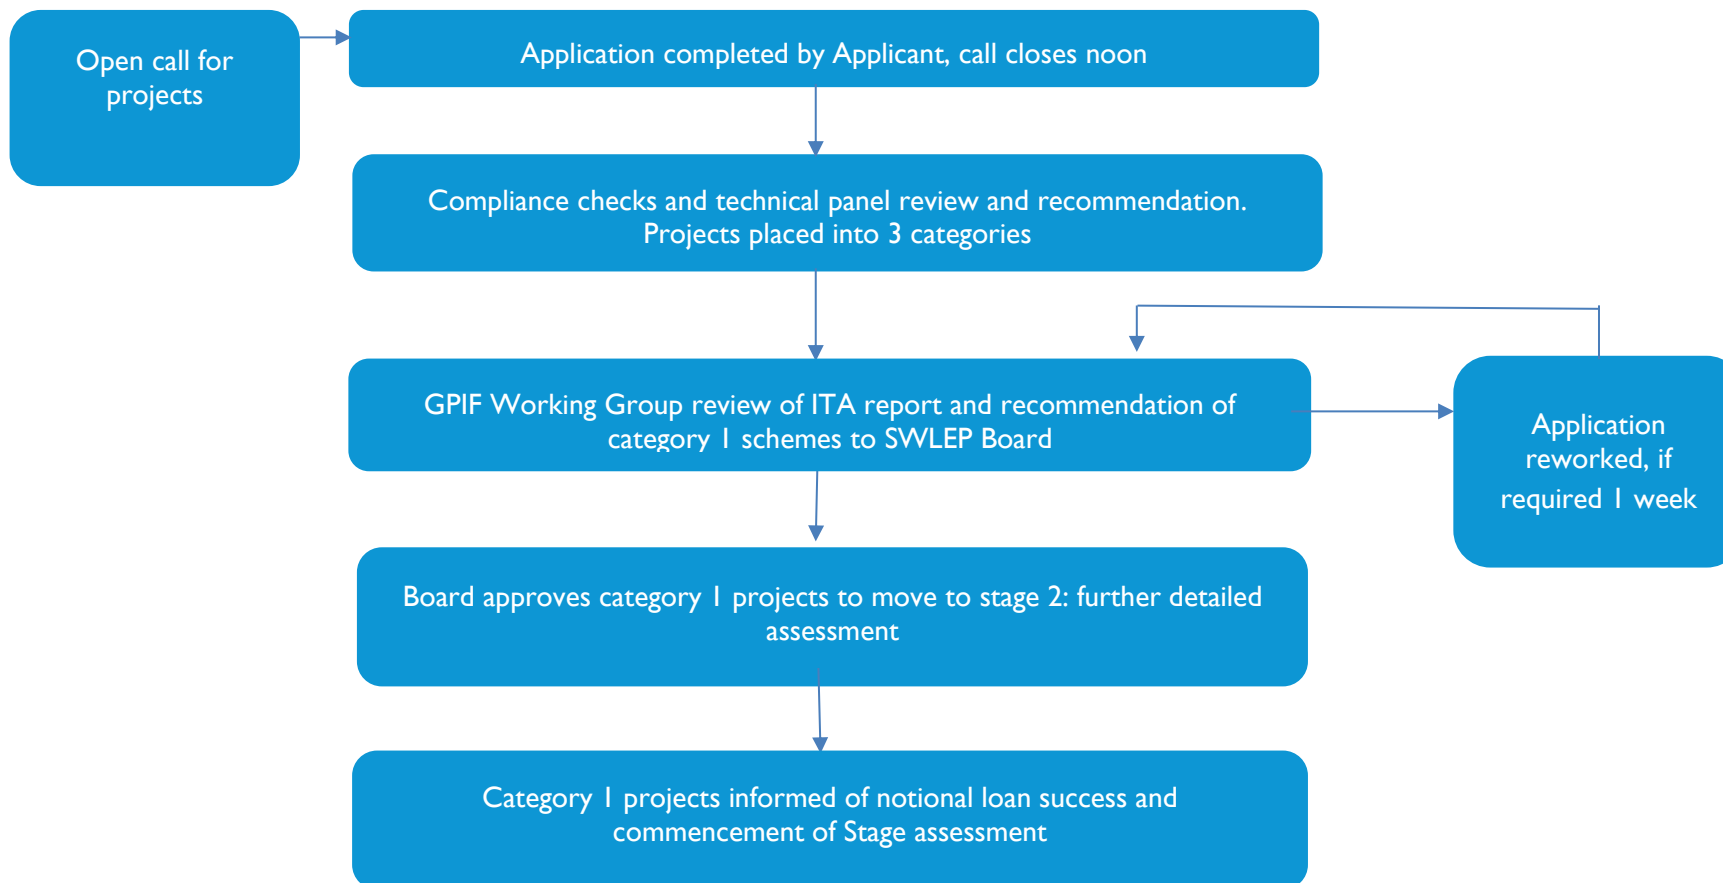 Open call for
projects
Application completed by Applicant, call closes noon
Compliance checks and technical panel review and recommendation.
Projects placed into 3 categories
GPIF Working Group review of ITA report and recommendation of
category 1 schemes to SWLEP Board
Application
reworked, if
required 1 week
Board approves category 1 projects to move to stage 2: further detailed
assessment
Category 1 projects informed of notional loan success and
commencement of Stage assessment